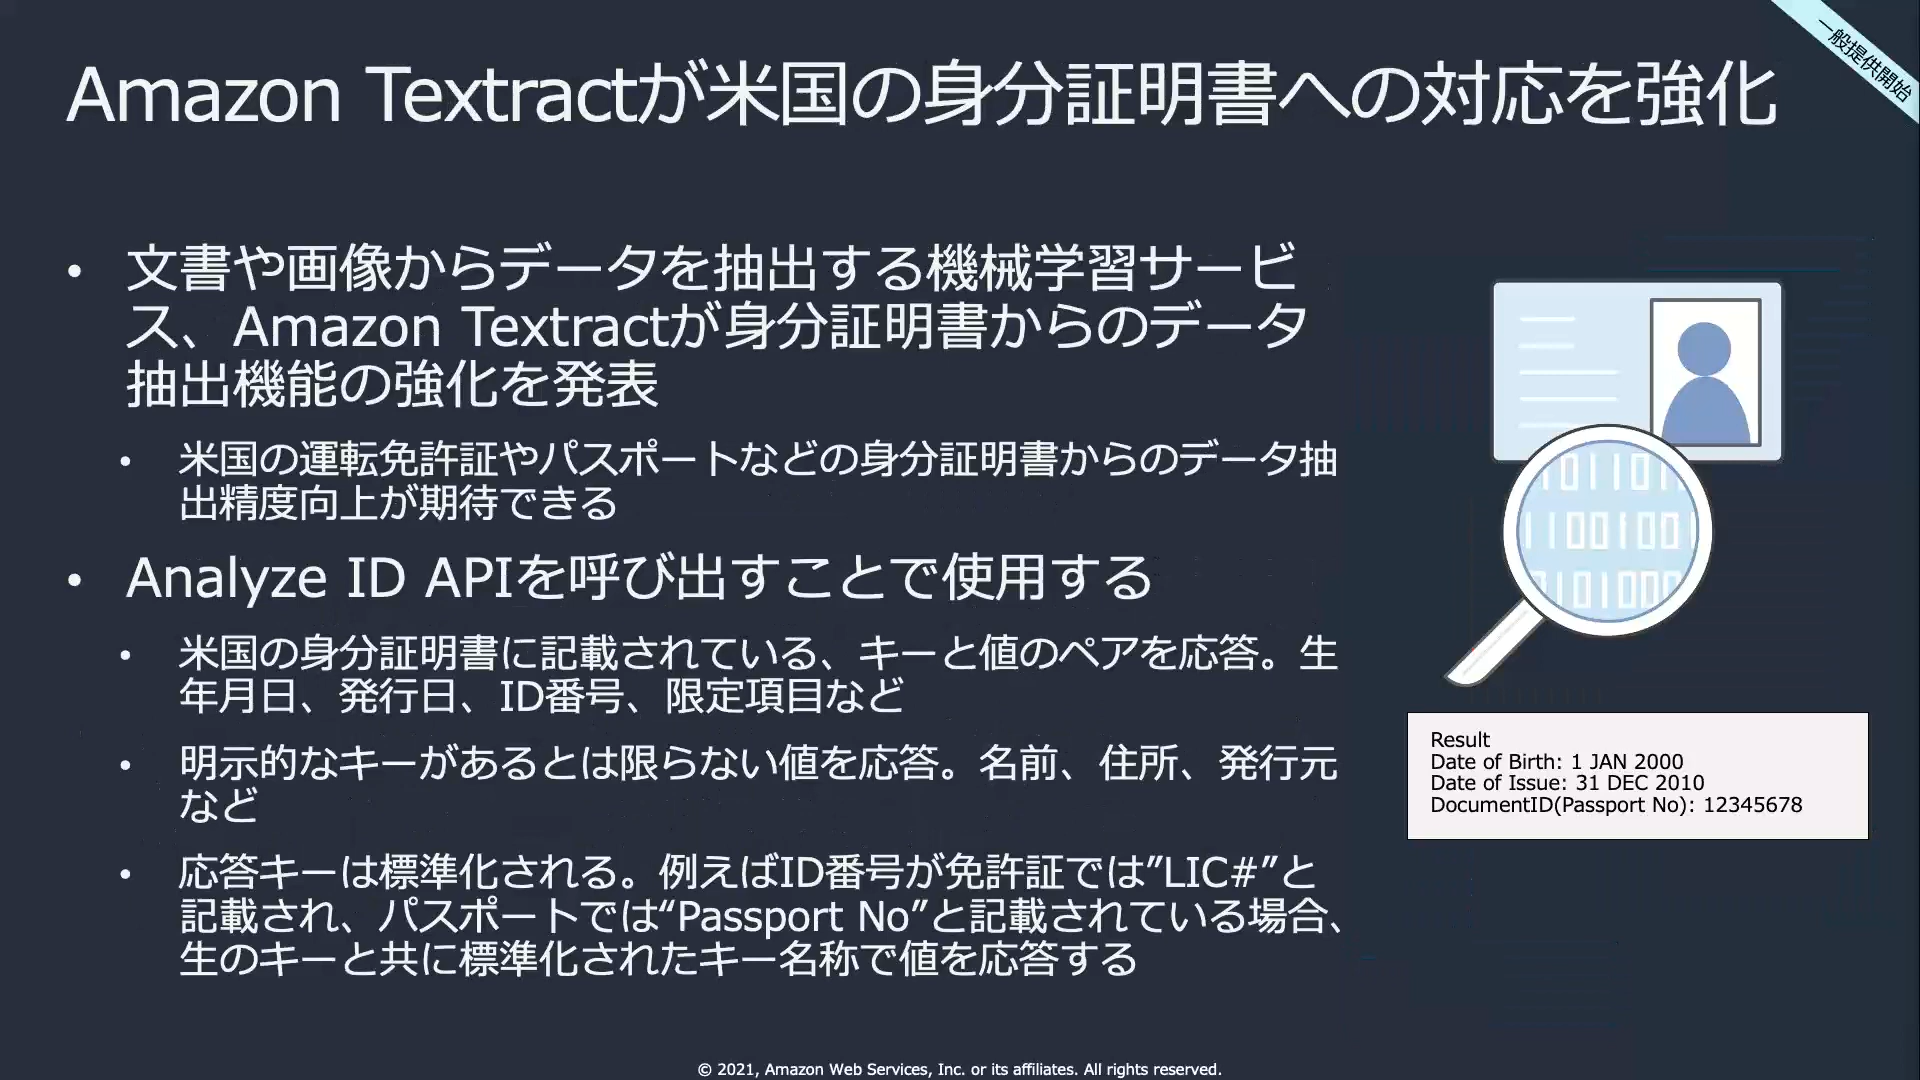 一般提供開始
Amazon Textractが米国の身分証明書への対応を強化
• 文書や画像からデータを抽出する機械学習サービ
ス、Amazon Textractが身分証明書からのデータ
抽出機能の強化を発表
• 米国の運転免許証やパスポートなどの身分証明書からのデータ抽
出精度向上が期待できる
• Analyze ID APIを呼び出すことで使用する
• 米国の身分証明書に記載されている、キーと値のペアを応答。生
年月日、発行日、ID番号、限定項目など
• 明示的なキーがあるとは限らない値を応答。名前、住所、発行元
など
• 応答キーは標準化される。例えばID番号が免許証では”LIC#”と
記載され、パスポートでは“Passport No”と記載されている場合、
生のキーと共に標準化されたキー名称で値を応答する
Result
Date of Birth: 1 JAN 2000
Date of Issue: 31 DEC 2010
DocumentID(Passport No): 12345678
© 2021, Amazon Web Services, Inc. or its affiliates. All rights reserved.